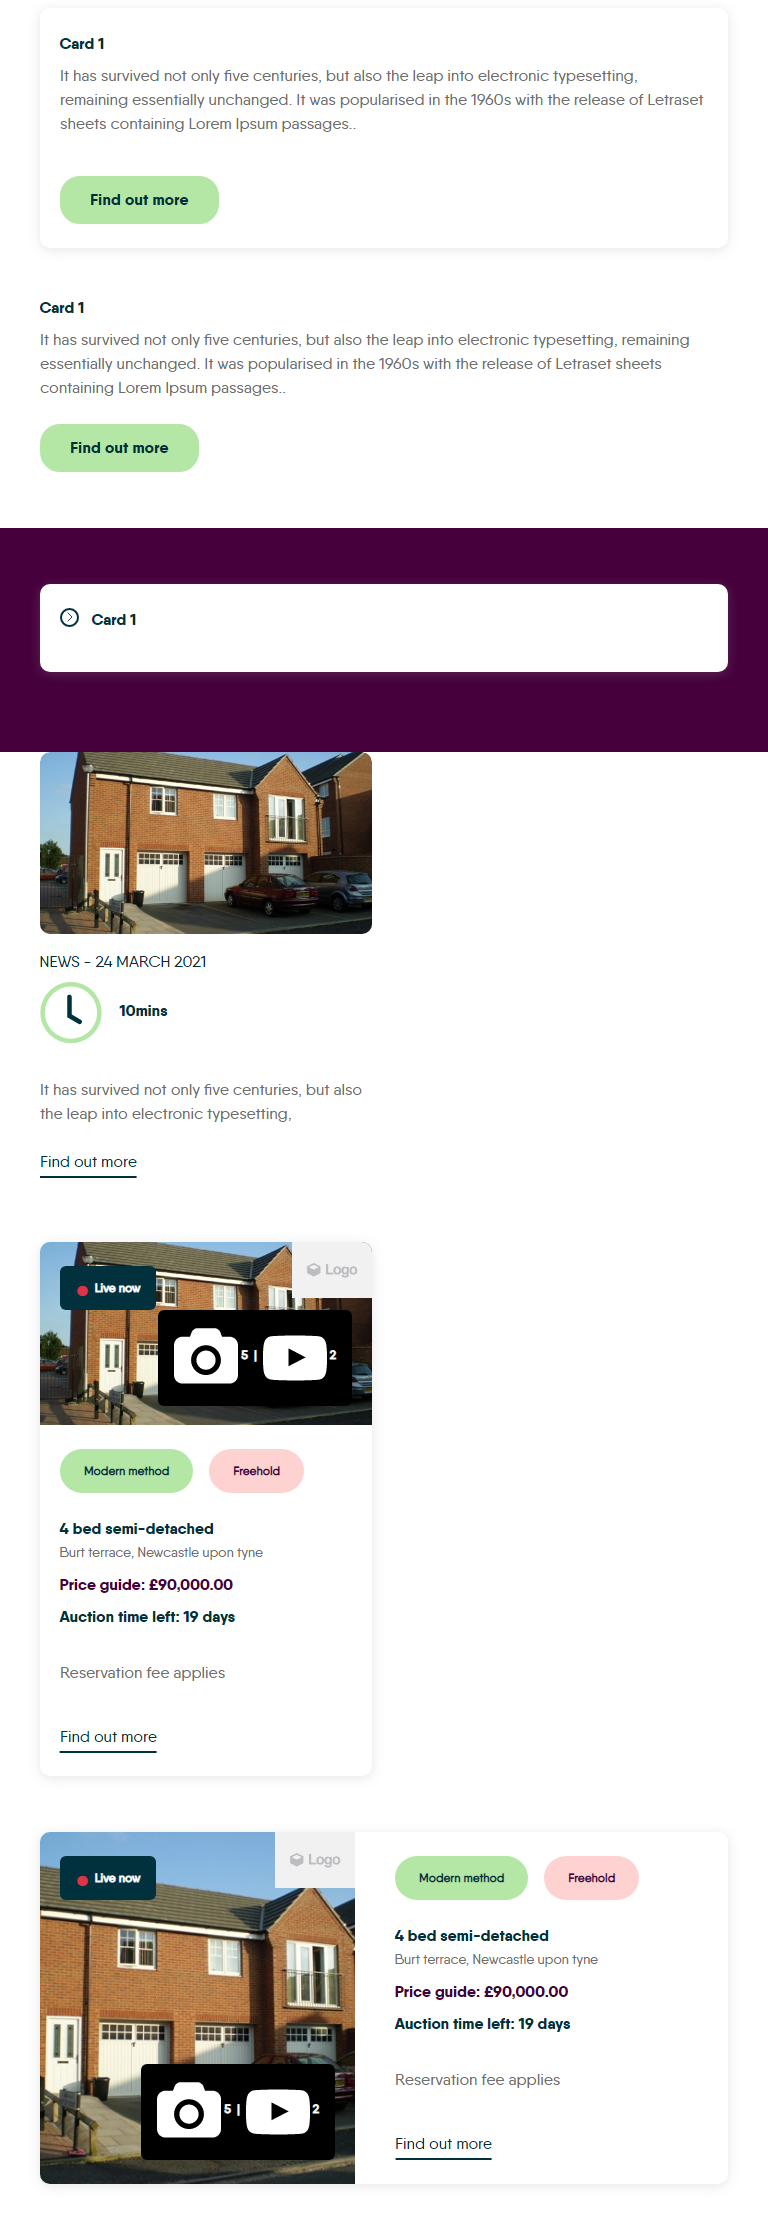 Card 1
It has survived not only five centuries, but also the leap into electronic typesetting,
remaining essentially unchanged. It was popularised in the 1960s with the release of Letraset
sheets containing Lorem Ipsum passages..
Find out more
Card 1
It has survived not only five centuries, but also the leap into electronic typesetting, remaining
essentially unchanged. It was popularised in the 1960s with the release of Letraset sheets
containing Lorem Ipsum passages..
Find out more
Card 1
NEWS - 24 MARCH 2021
10mins
It has survived not only five centuries, but also
the leap into electronic typesetting,
Find out more
Logo
Live now
5 | 2
Modern method Freehold
4 bed semi-detached
Burt terrace, Newcastle upon tyne
Price guide: £90,000.00
Auction time left: 19 days
Reservation fee applies
Find out more
Logo
Live now
5 | 2
Modern method Freehold
4 bed semi-detached
Burt terrace, Newcastle upon tyne
Price guide: £90,000.00
Auction time left: 19 days
Reservation fee applies
Find out more